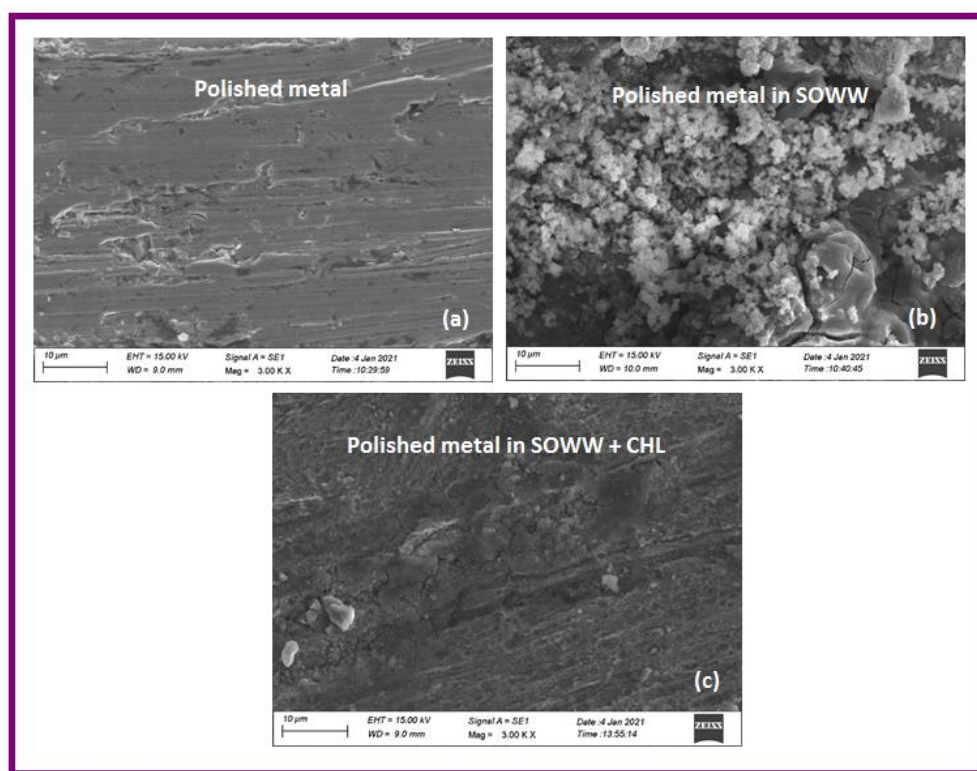 Polished metal
(a)
10 µm
EHT = 15.00 kV Signal A = SE1 Date :4 Jan 2021
WD = 9.0 mm Mag = 3.00 K X Time :10:29:59
ZEISS
Polished metal in SOWW
(b)
10 µm
EHT = 15.00 kV Signal A = SE1 Date :4 Jan 2021
WD = 10.0 mm Mag = 3.00 K X Time :10:40:45
ZEISS
Polished metal in SOWW + CHL
(c)
10 µm
EHT = 15.00 kV Signal A = SE1 Date :4 Jan 2021
WD = 9.0 mm Mag = 3.00 K X Time :13:55:14
ZEISS